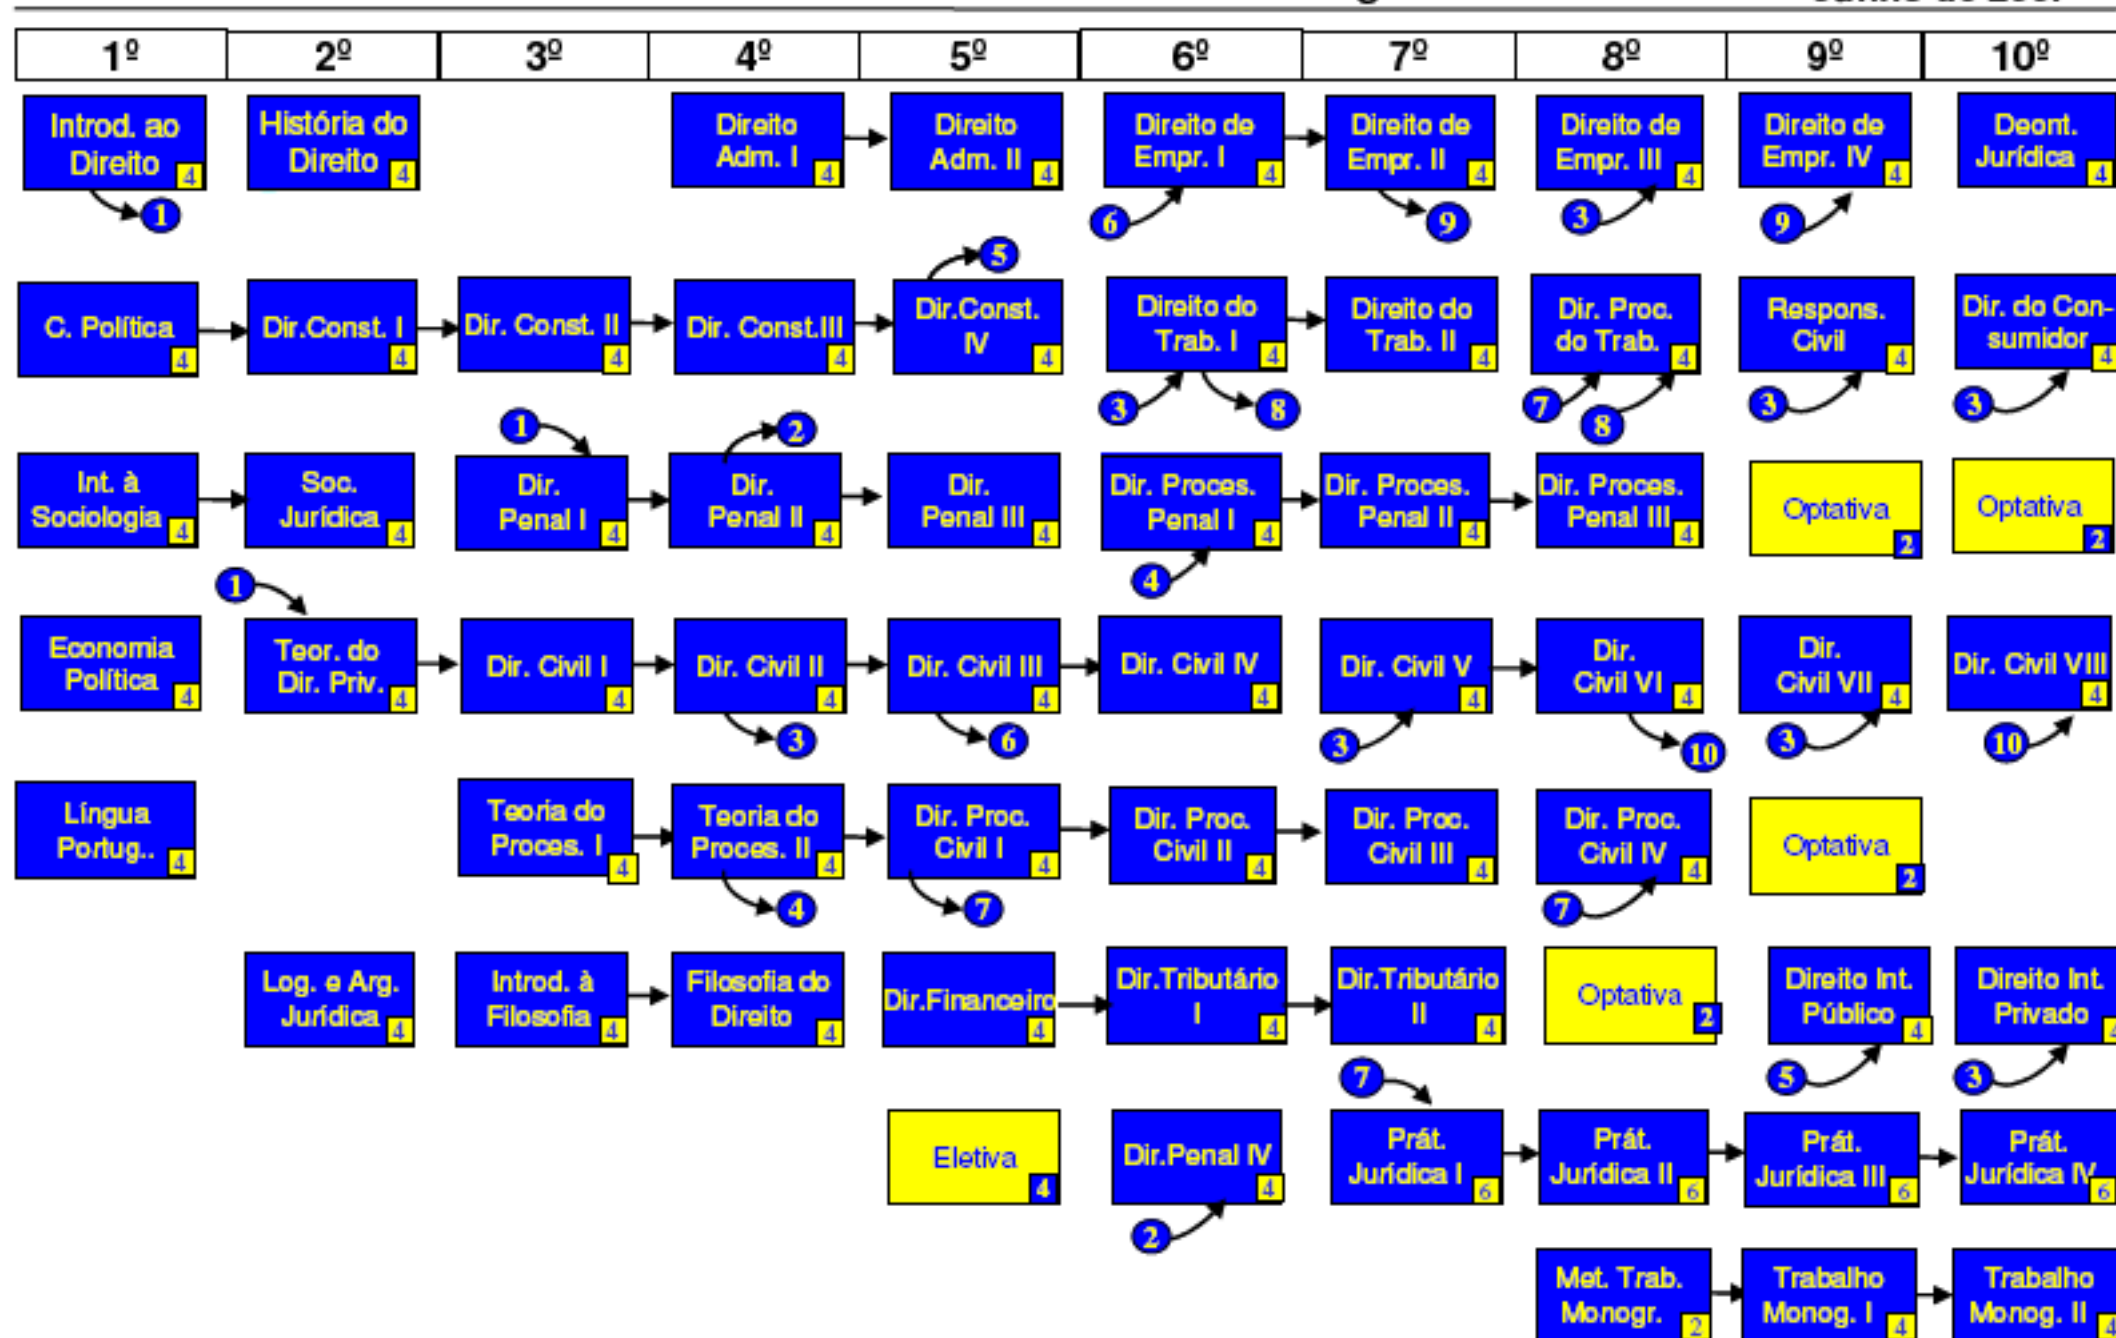 1º 2º 3º 4º 5º 6º 7º 8º 9º 10º
Introd. ao
Direito 4
História do
Direito 4
Direito
Adm. I 4
Direito
Adm. II 4
Direito de
Empr. I 4
Direito de
Empr. II 4
Direito de
Empr. III 4
Direito de
Empr. IV 4
Deont.
Jurídica 4
1
6
9
3
9
5
C. Política 4
Dir.Const. I 4
Dir. Const. II 4
Dir. Const.III 4
Dir.Const.
IV 4
Direito do
Trab. I 4
Direito do
Trab. II 4
Dir. Proc.
do Trab. 4
Respons.
Civil 4
Dir. do Con-
sumidor 4
3
8
7
8
3
3
1
2
Int. à
Sociologia 4
Soc.
Jurídica 4
Dir.
Penal I 4
Dir.
Penal II 4
Dir.
Penal III 4
Dir. Proces.
Penal I 4
Dir. Proces.
Penal II 4
Dir. Proces.
Penal III 4
Optativa
2
Optativa
2
1
4
Economia
Política 4
Teor. do
Dir. Priv. 4
Dir. Civil I 4
Dir. Civil II 4
Dir. Civil III 4
Dir. Civil IV 4
Dir. Civil V 4
Dir.
Civil VI 4
Dir.
Civil VII 4
Dir. Civil VIII 4
3
6
3
10
3
10
Língua
Portug.. 4
Teoria do
Proces. I 4
Teoria do
Proces. II 4
Dir. Proc.
Civil I 4
Dir. Proc.
Civil II 4
Dir. Proc.
Civil III 4
Dir. Proc.
Civil IV 4
Optativa
2
4
7
7
Log. e Arg.
Jurídica 4
Introd. à
Filosofia 4
Filosofia do
Direito 4
Dir.Financeiro
4
Dir.Tributário
I 4
Dir.Tributário
II 4
Optativa
2
Direito Int.
Público 4
Direito Int.
Privado 4
7
5
3
Eletiva
4
Dir.Penal IV
4
Prát.
Jurídica I 6
Prát.
Jurídica II 6
Prát.
Jurídica III 6
Prát.
Jurídica IV 6
2
Met. Trab.
Monogr. 2
Trabalho
Monog. I 4
Trabalho
Monog. II 4